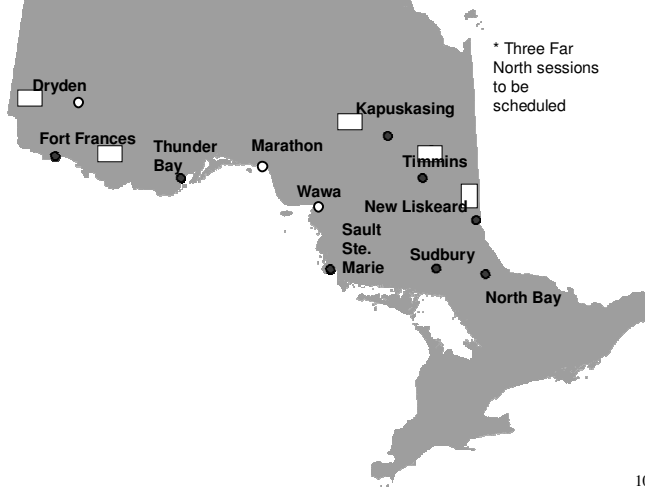 * Three Far
North sessions
to be
scheduled
Dryden
Kapuskasing
Fort Frances
Thunder
Bay
Marathon
Timmins
Wawa
New Liskeard
Sault
Ste.
Marie
Sudbury
North Bay